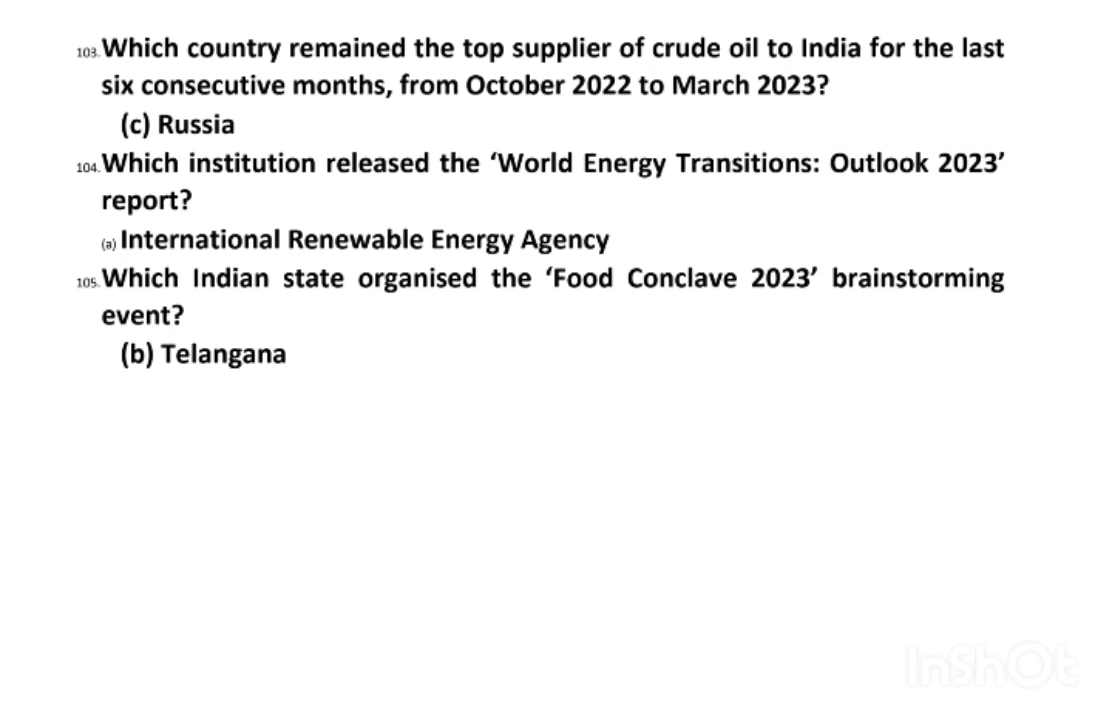 103. Which country remained the top supplier of crude oil to India for the last
six consecutive months, from October 2022 to March 2023?
(c) Russia
104. Which institution released the ‘World Energy Transitions: Outlook 2023’
report?
(a) International Renewable Energy Agency
105. Which Indian state organised the ‘Food Conclave 2023’ brainstorming
event?
(b) Telangana
InShOt